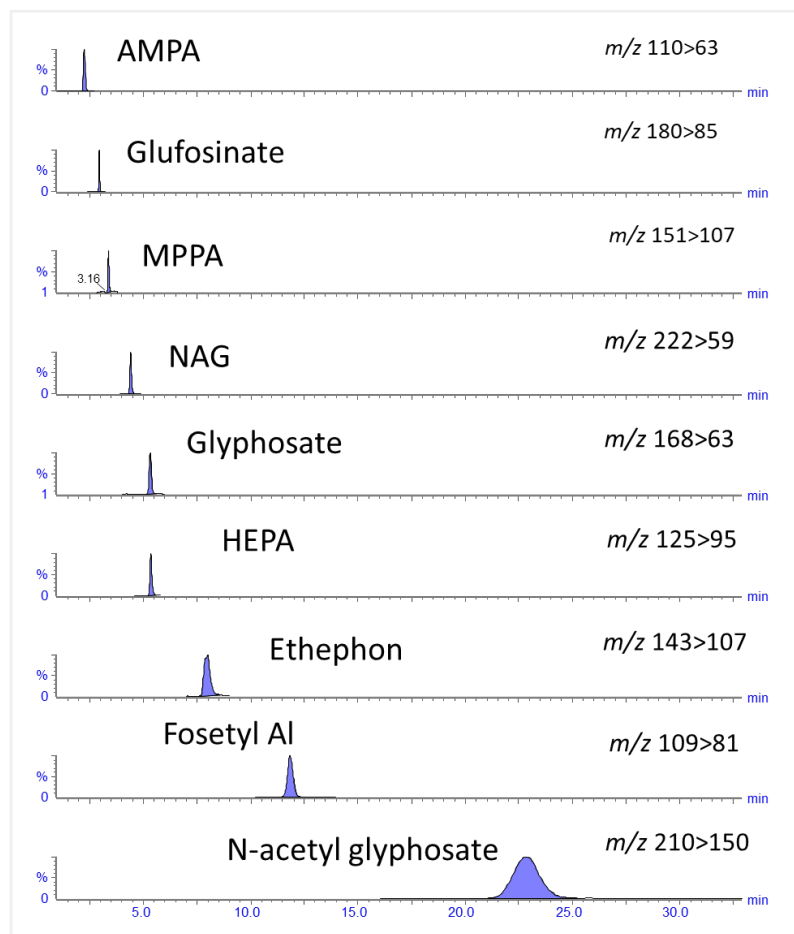 AMPA m/z 110>63
%
0 min
Glufosinate m/z 180>85
%
0 min
MPPA m/z 151>107
3.16
%
1 min
NAG m/z 222>59
%
0 min
Glyphosate m/z 168>63
%
1 min
HEPA m/z 125>95
%
0 min
Ethephon m/z 143>107
%
0 min
Fosetyl Al m/z 109>81
%
0 min
N-acetyl glyphosate m/z 210>150
%
0 min
5.0 10.0 15.0 20.0 25.0 30.0